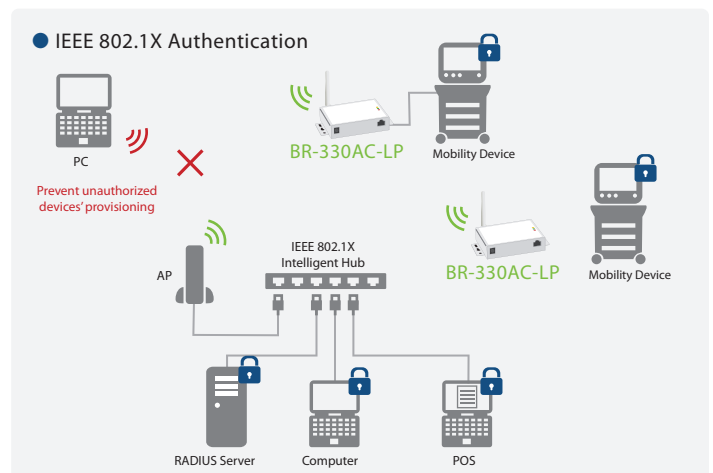 IEEE 802.1X Authentication
PC
Prevent unauthorized
devices' provisioning
BR-330AC-LP
Mobility Device
BR-330AC-LP
Mobility Device
AP
IEEE 802.1X
Intelligent Hub
RADIUS Server
Computer
POS